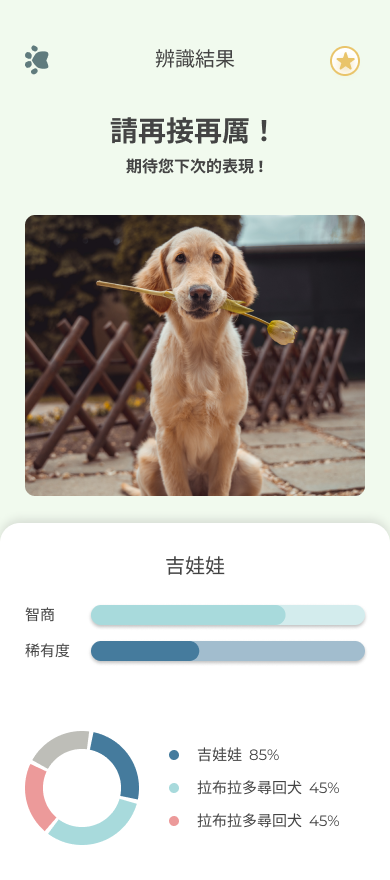 辨識結果
請再接再厲！
期待您下次的表現！
吉娃娃
智商
稀有度
吉娃娃 85%
拉布拉多尋回犬 45%
拉布拉多尋回犬 45%